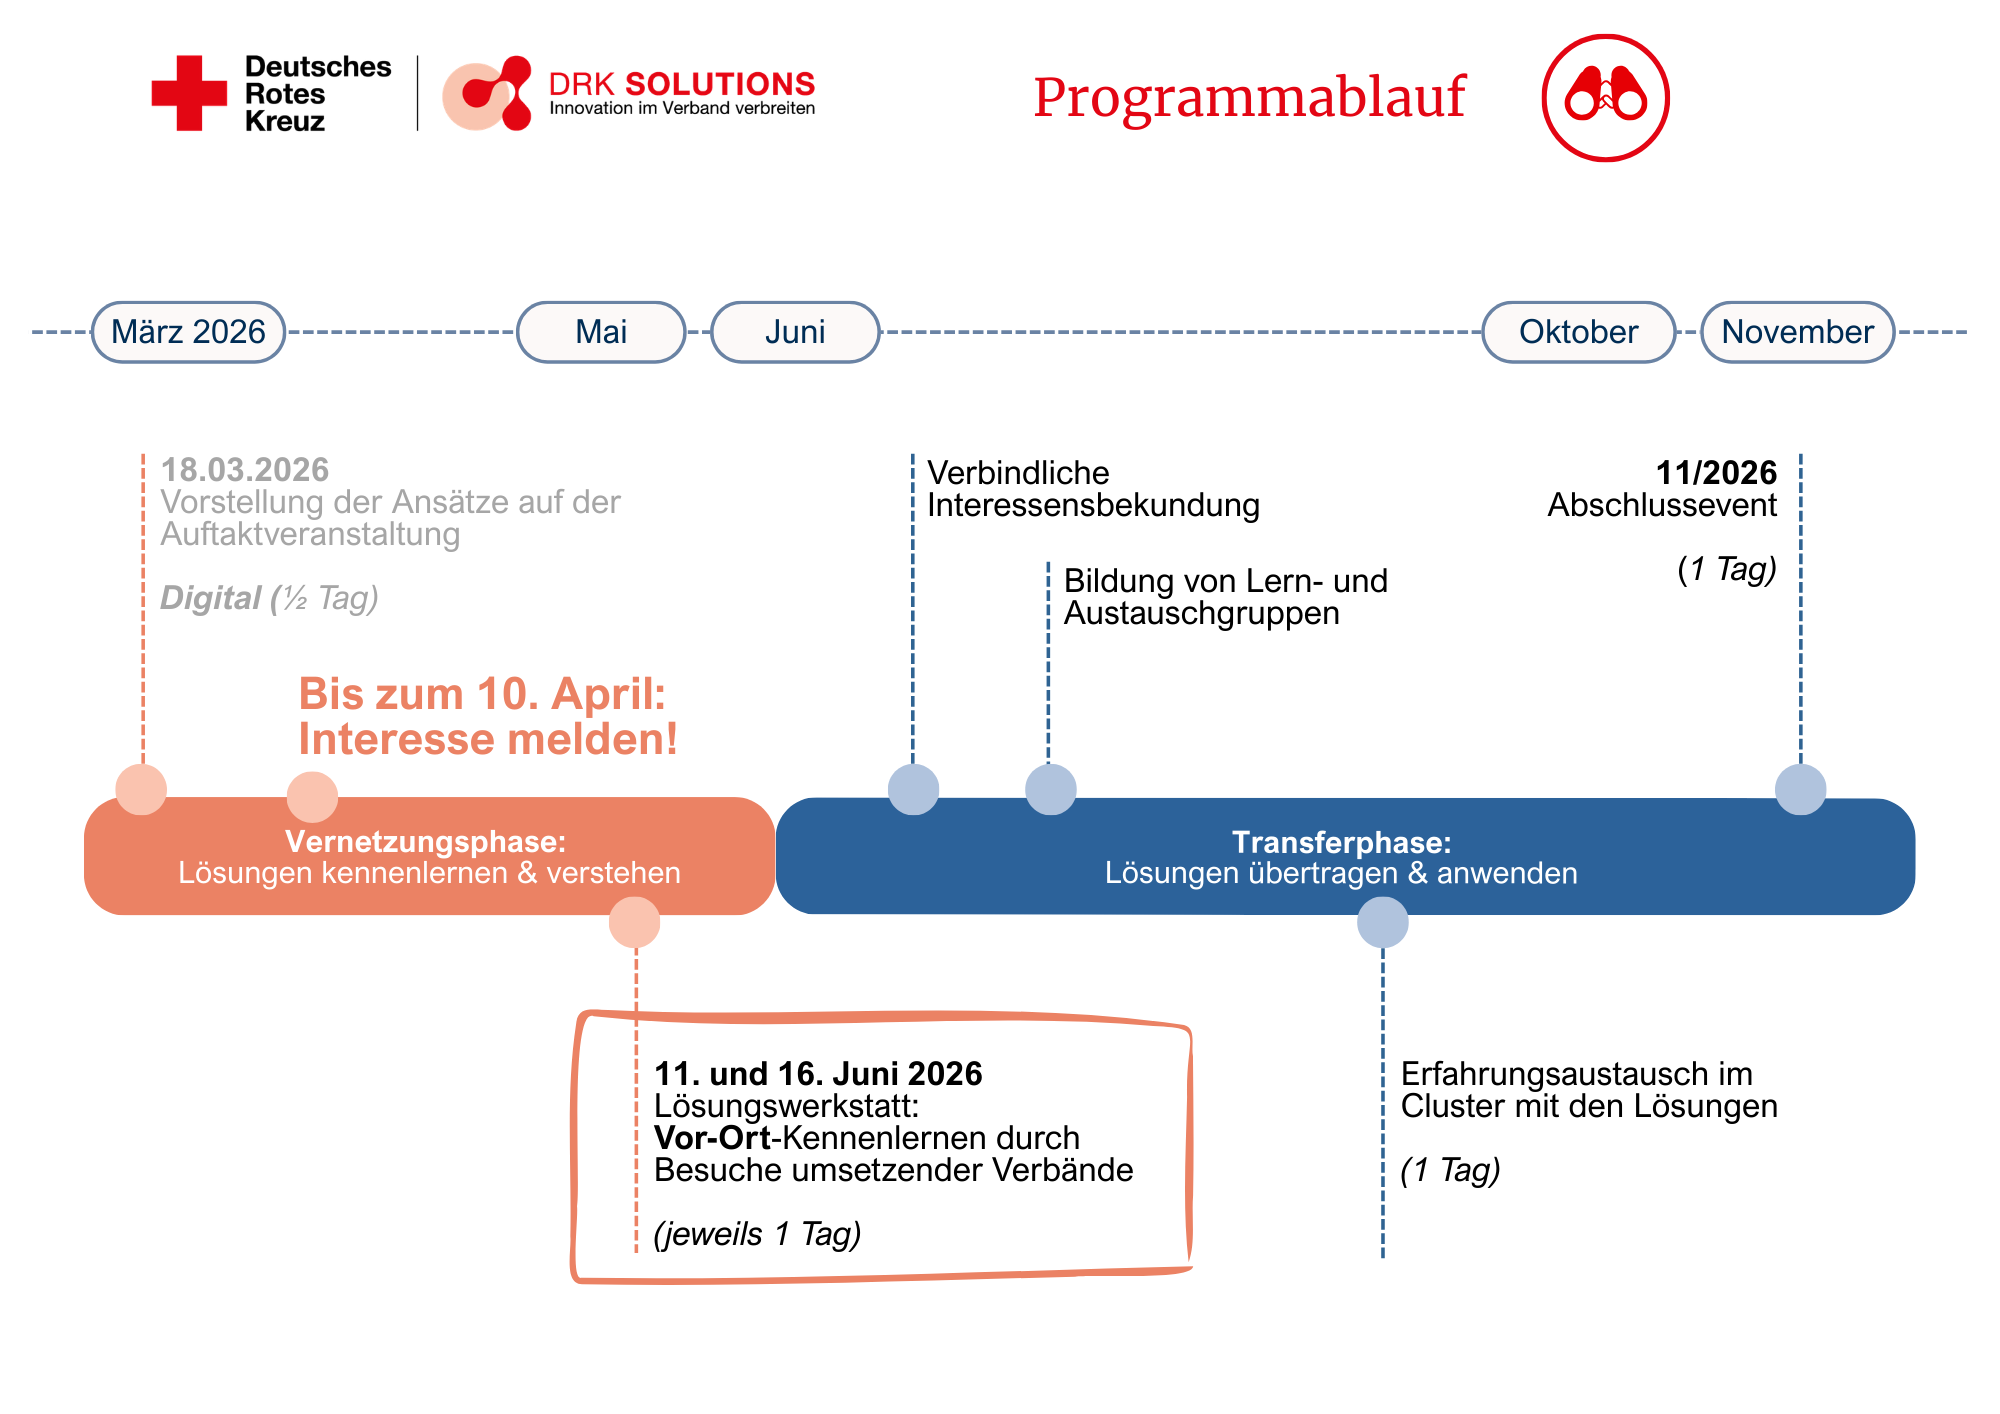 Deutsches
Rotes
Kreuz
DRK SOLUTIONS
Innovation im Verband verbreiten
Programmablauf
März 2026
Mai
Juni
Oktober
November
18.03.2026
Vorstellung der Ansätze auf der
Auftaktveranstaltung
Digital (½ Tag)
Bis zum 10. April:
Interesse melden!
Verbindliche
Interessensbekundung
Bildung von Lern- und
Austauschgruppen
11/2026
Abschlussevent
(1 Tag)
Vernetzungsphase:
Lösungen kennenlernen & verstehen
Transferphase:
Lösungen übertragen & anwenden
11. und 16. Juni 2026
Lösungswerkstatt:
Vor-Ort-Kennenlernen durch
Besuche umsetzender Verbände
(jeweils 1 Tag)
Erfahrungsaustausch im
Cluster mit den Lösungen
(1 Tag)